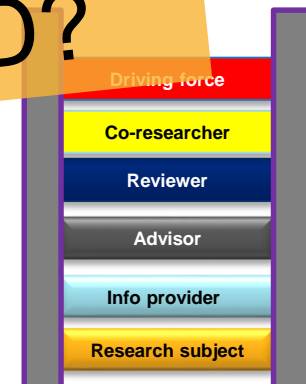 D?
Driving force
Co-researcher
Reviewer
Advisor
Info provider
Research subject